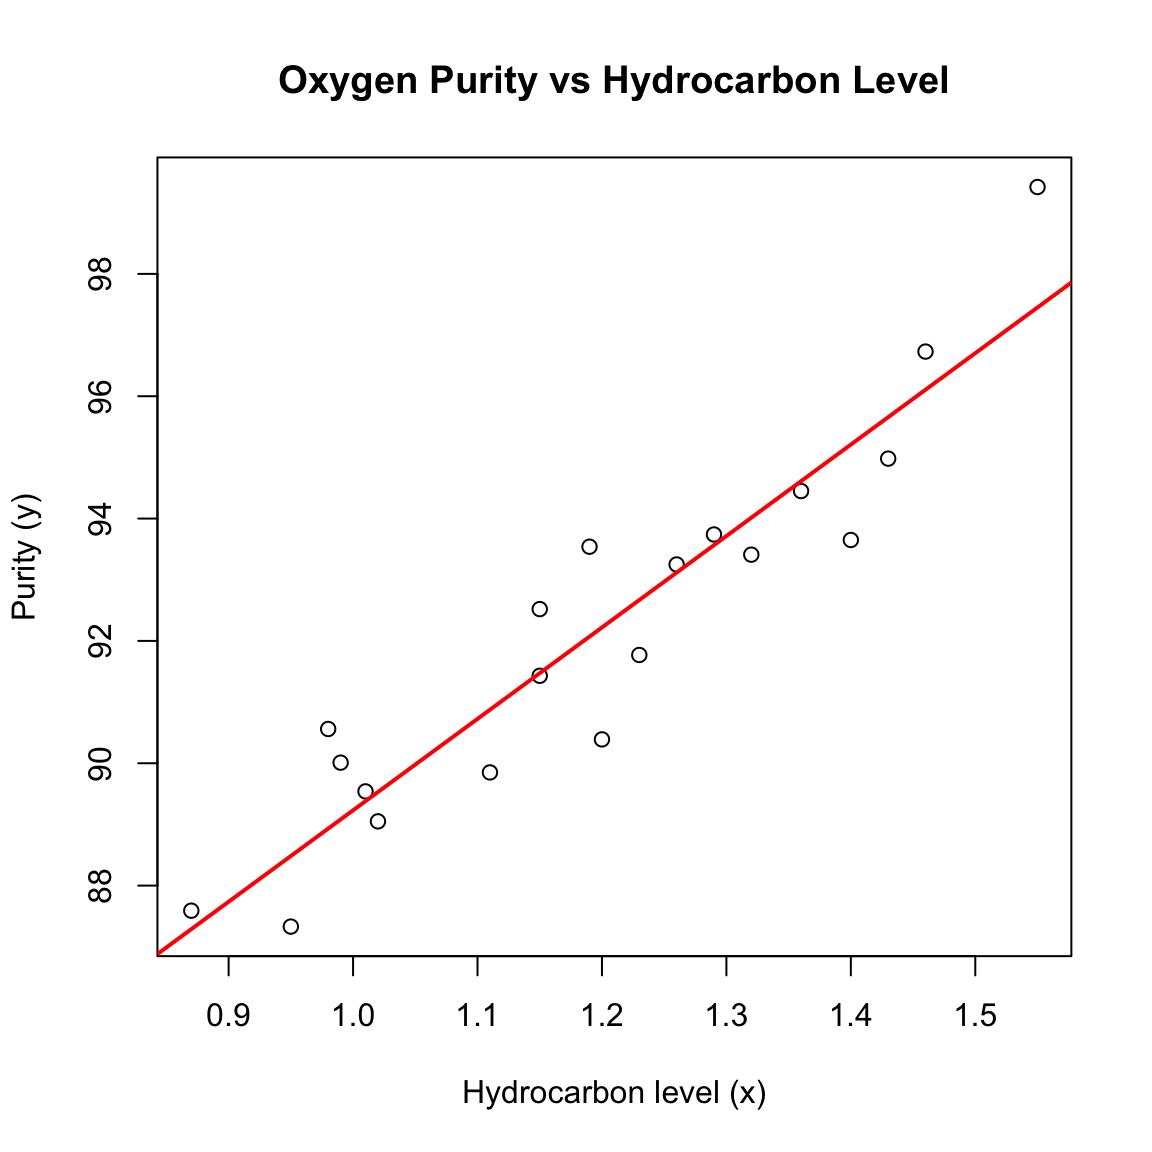 Oxygen Purity vs Hydrocarbon Level
98
96
94
92
90
88
Purity (y)
0.9 1.0 1.1 1.2 1.3 1.4 1.5
Hydrocarbon level (x)